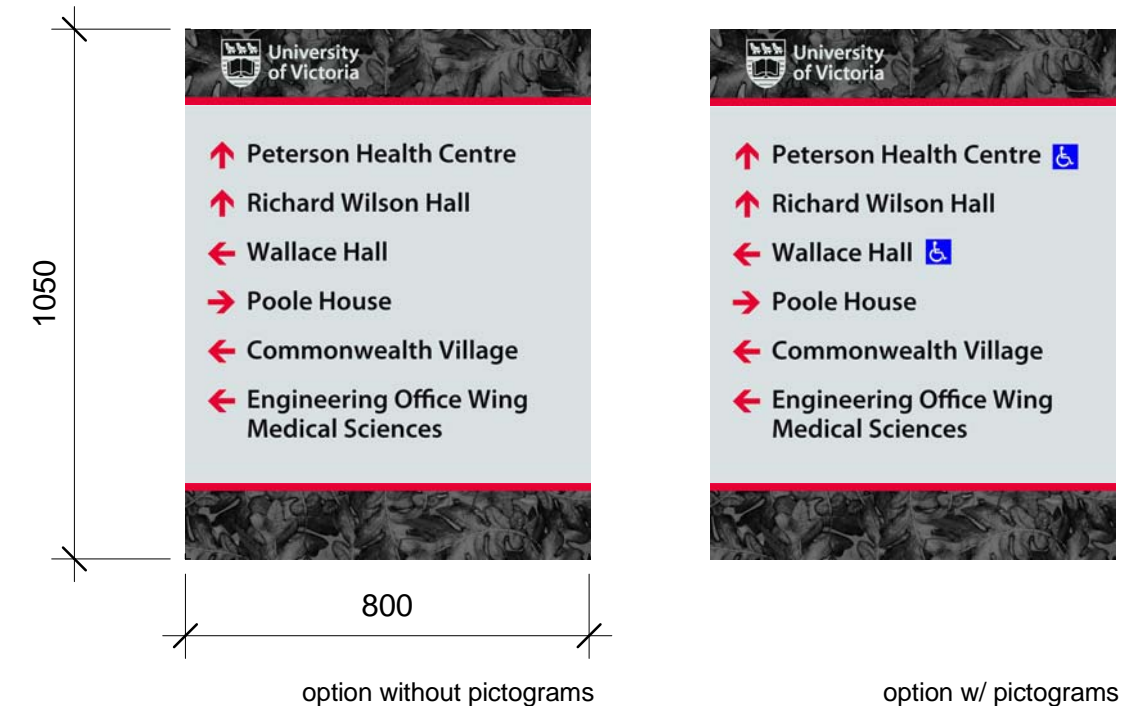 1050
University
of Victoria
Peterson Health Centre
Richard Wilson Hall
Wallace Hall
Poole House
Commonwealth Village
Engineering Office Wing
Medical Sciences
800
option without pictograms
University
of Victoria
Peterson Health Centre
Richard Wilson Hall
Wallace Hall
Poole House
Commonwealth Village
Engineering Office Wing
Medical Sciences
option w/ pictograms